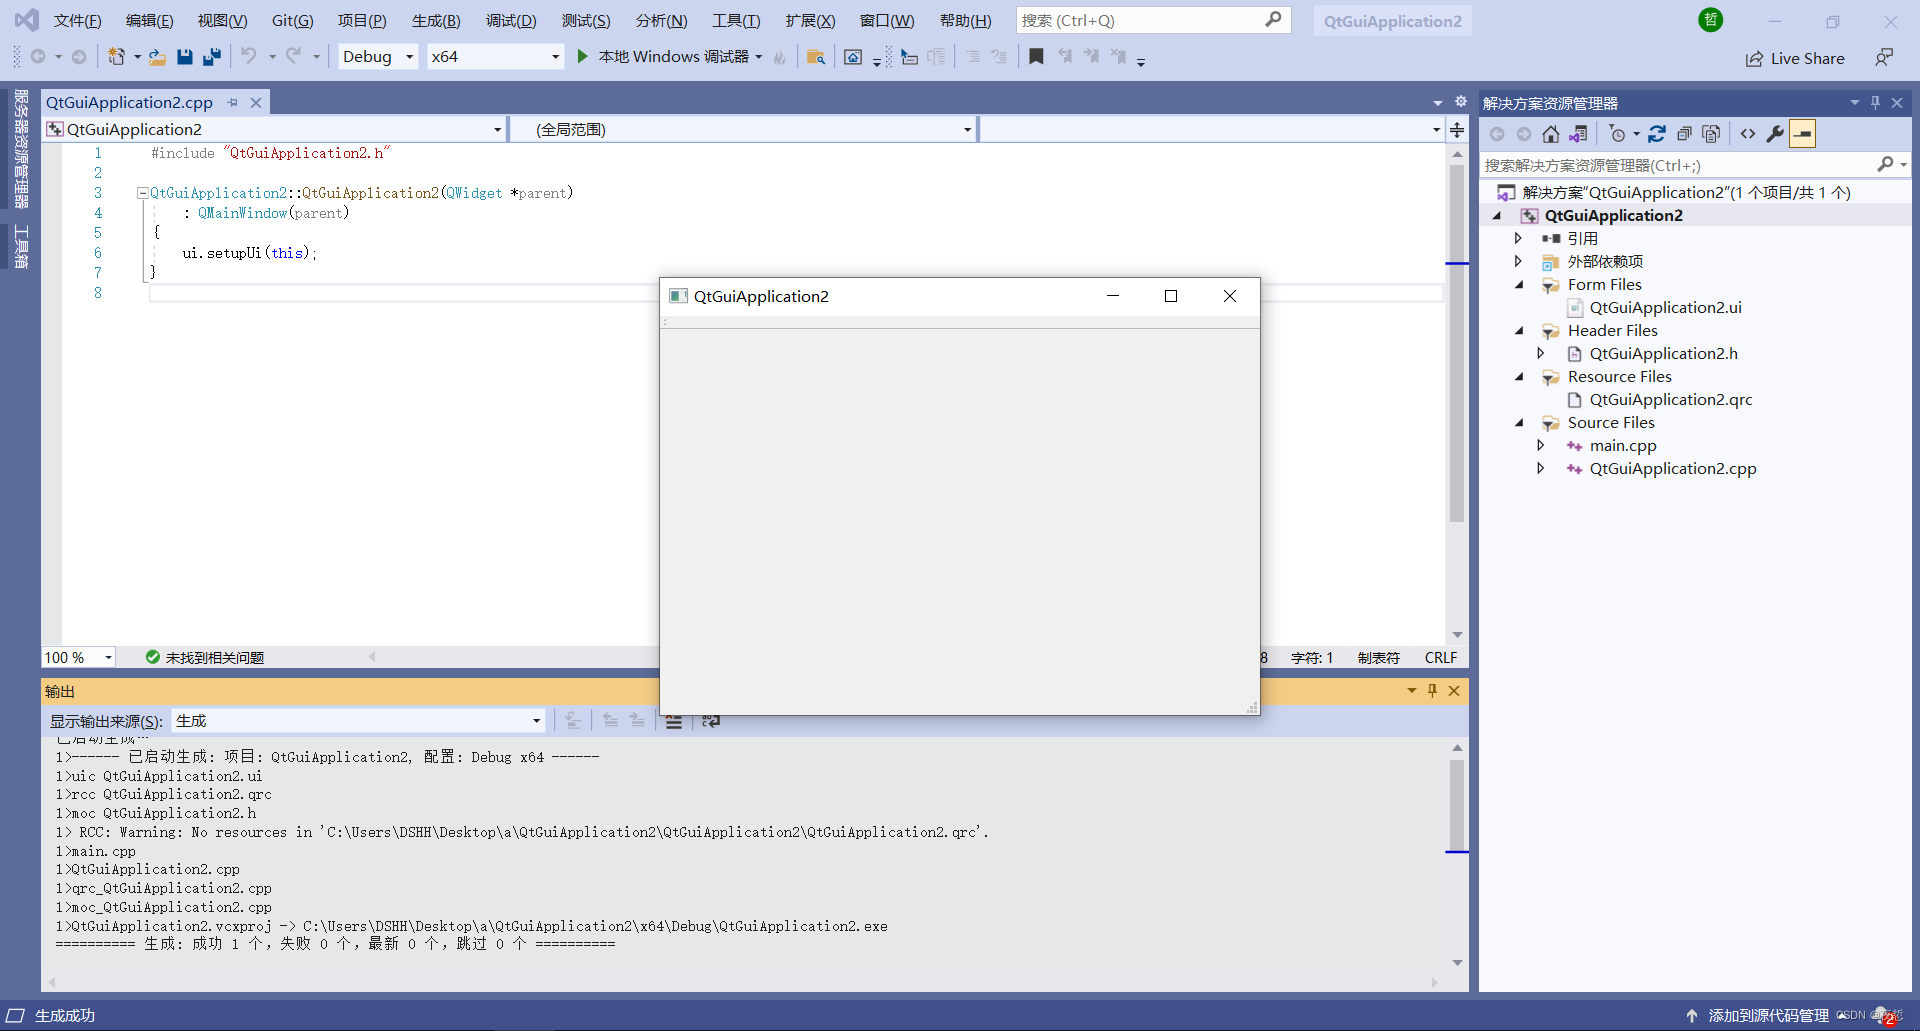 文件(F) 编辑(E) 视图(V) Git(G) 项目(P) 生成(B) 调试(D) 测试(S) 分析(N) 工具(T) 扩展(X) 窗口(W) 帮助(H) 搜索 (Ctrl+Q) QtGuiApplication2 哲
Debug x64 本地 Windows 调试器 Live Share
服务器资源管理器
工具箱
QtGuiApplication2.cpp
QtGuiApplication2 (全局范围)
1 #include "QtGuiApplication2.h"
2
3 QtGuiApplication2::QtGuiApplication2(QWidget *parent)
4 : QMainWindow(parent)
5 {
6 ui.setupUi(this);
7 }
8
QtGuiApplication2
100 % 未找到相关问题 8 字符: 1 制表符 CRLF
输出
显示输出来源(S): 生成
已启动生成…
1>------ 已启动生成: 项目: QtGuiApplication2, 配置: Debug x64 ------
1>uic QtGuiApplication2.ui
1>rcc QtGuiApplication2.qrc
1>moc QtGuiApplication2.h
1> RCC: Warning: No resources in 'C:\Users\DSHH\Desktop\a\QtGuiApplication2\QtGuiApplication2\QtGuiApplication2.qrc'.
1>main.cpp
1>QtGuiApplication2.cpp
1>qrc_QtGuiApplication2.cpp
1>moc_QtGuiApplication2.cpp
1>QtGuiApplication2.vcxproj -> C:\Users\DSHH\Desktop\a\QtGuiApplication2\x64\Debug\QtGuiApplication2.exe
========== 生成: 成功 1 个，失败 0 个，最新 0 个，跳过 0 个 ==========
解决方案资源管理器
搜索解决方案资源管理器(Ctrl+;)
解决方案"QtGuiApplication2"(1 个项目/共 1 个)
QtGuiApplication2
引用
外部依赖项
Form Files
QtGuiApplication2.ui
Header Files
QtGuiApplication2.h
Resource Files
QtGuiApplication2.qrc
Source Files
main.cpp
QtGuiApplication2.cpp
生成成功 添加到源代码管理 2
CSDN